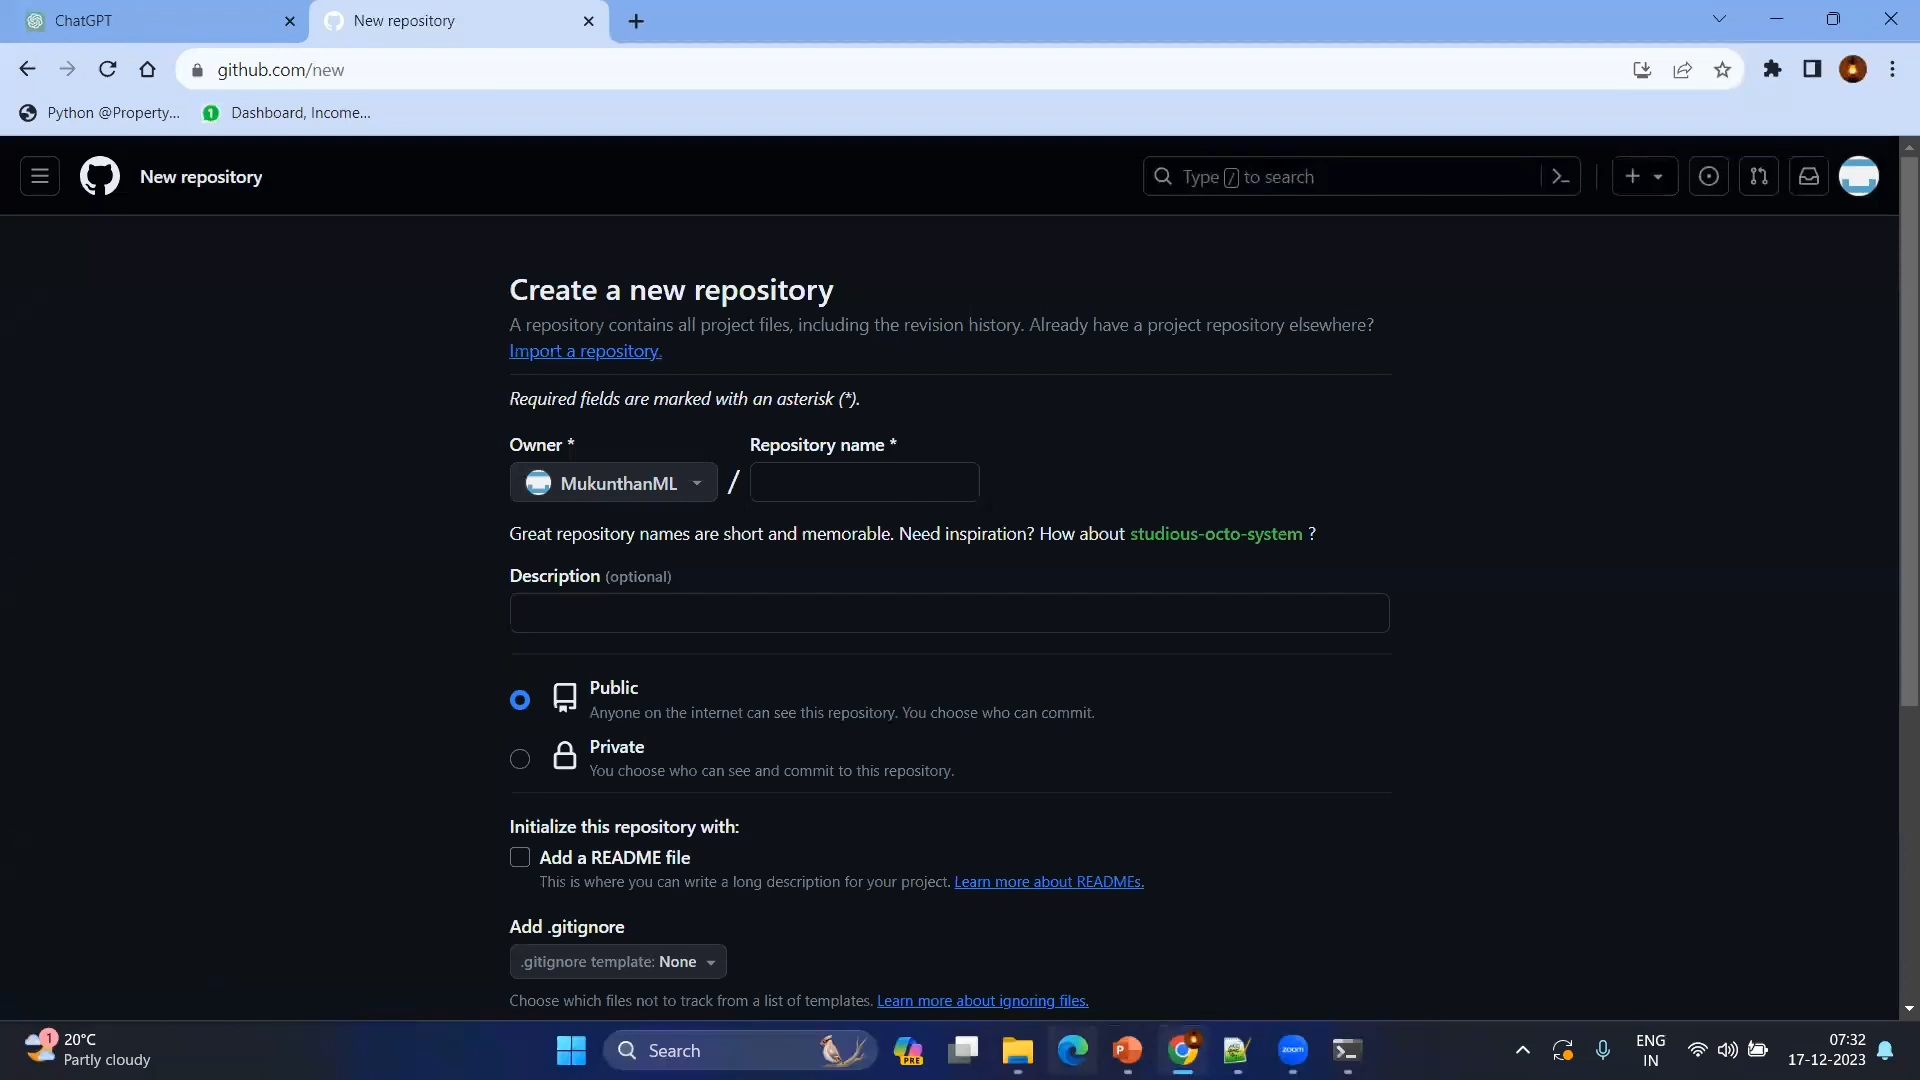 ChatGPT
New repository
github.com/new
Python @Property...
Dashboard, Income...
New repository
Type / to search
Create a new repository
A repository contains all project files, including the revision history. Already have a project repository elsewhere?
Import a repository.
Required fields are marked with an asterisk (*).
Owner * Repository name *
MukunthanML /
Great repository names are short and memorable. Need inspiration? How about studious-octo-system ?
Description (optional)
Public
Anyone on the internet can see this repository. You choose who can commit.
Private
You choose who can see and commit to this repository.
Initialize this repository with:
Add a README file
This is where you can write a long description for your project. Learn more about READMEs.
Add .gitignore
.gitignore template: None
Choose which files not to track from a list of templates. Learn more about ignoring files.
1
20°C
Partly cloudy
Search
PRE
zoom
ENG
IN
07:32
17-12-2023